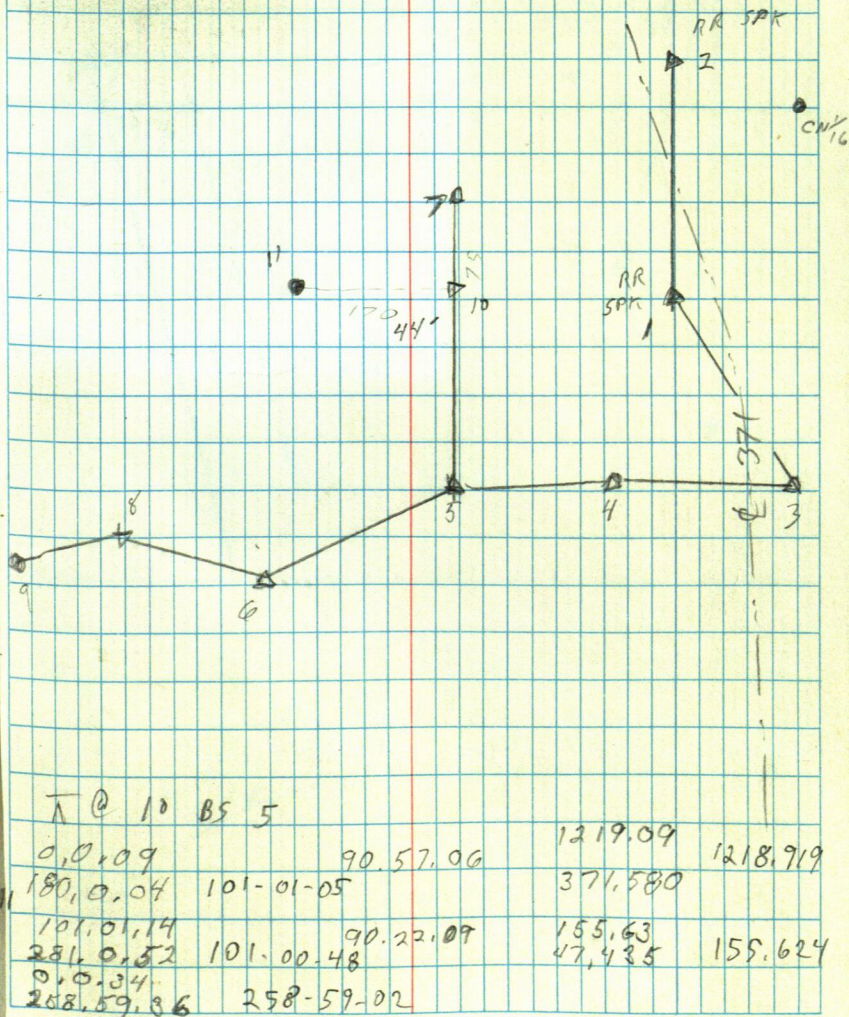 RR SPK
2
CN 1/16
7
11
75
10
RR
SPK
170
44'
1
℄ 371
5
4
3
8
9
6
⊼ @ 10 BS 5
0.0.09 90.57.06 1219.09 1218.919
11 180.0.04 101-01-05 371.580
101.01.14 90.22.09 155.63
281.0.52 101-00-48 47.435 155.624
0.0.34
258.59.36 258-59-02